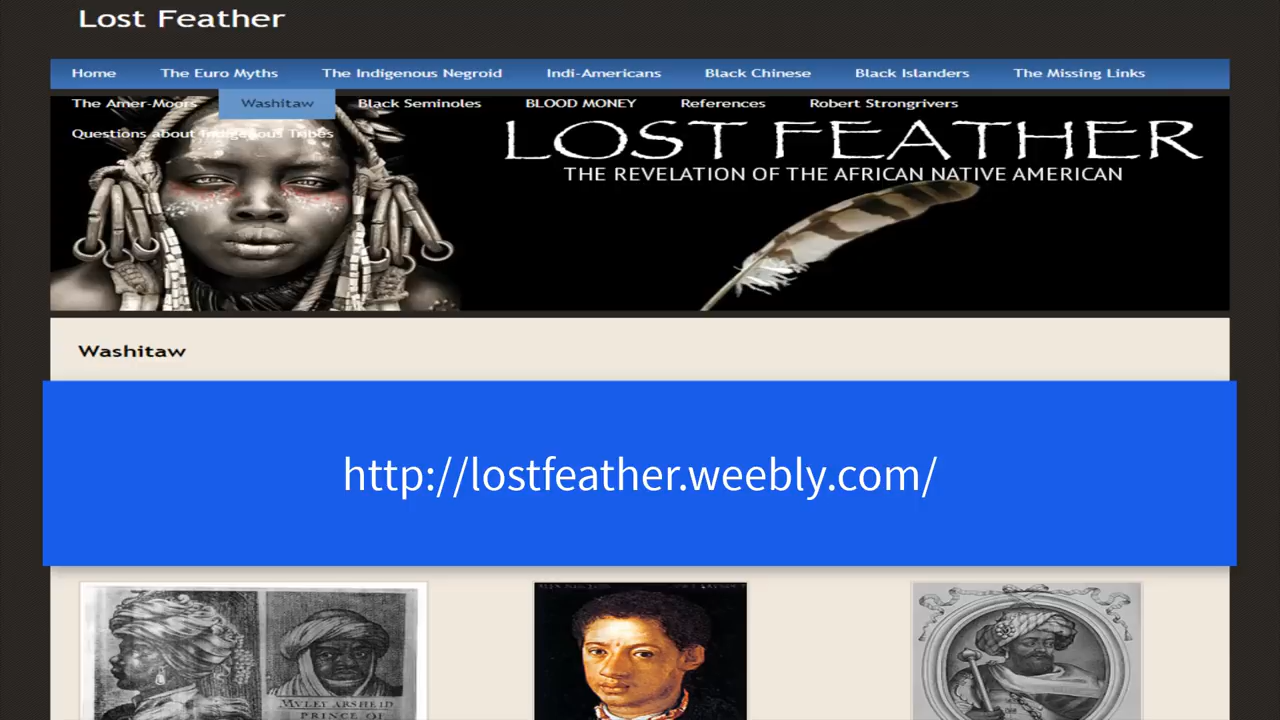 Lost Feather
Home The Euro Myths The Indigenous Negroid Indi-Americans Black Chinese Black Islanders The Missing Links
The Amer-Moors Washitaw Black Seminoles BLOOD MONEY References Robert Strongrivers
Questions about Indigenous Tribes
LOST FEATHER
THE REVELATION OF THE AFRICAN NATIVE AMERICAN
Washitaw
http://lostfeather.weebly.com/
MVLEY ARSHEID
PRINCE OF